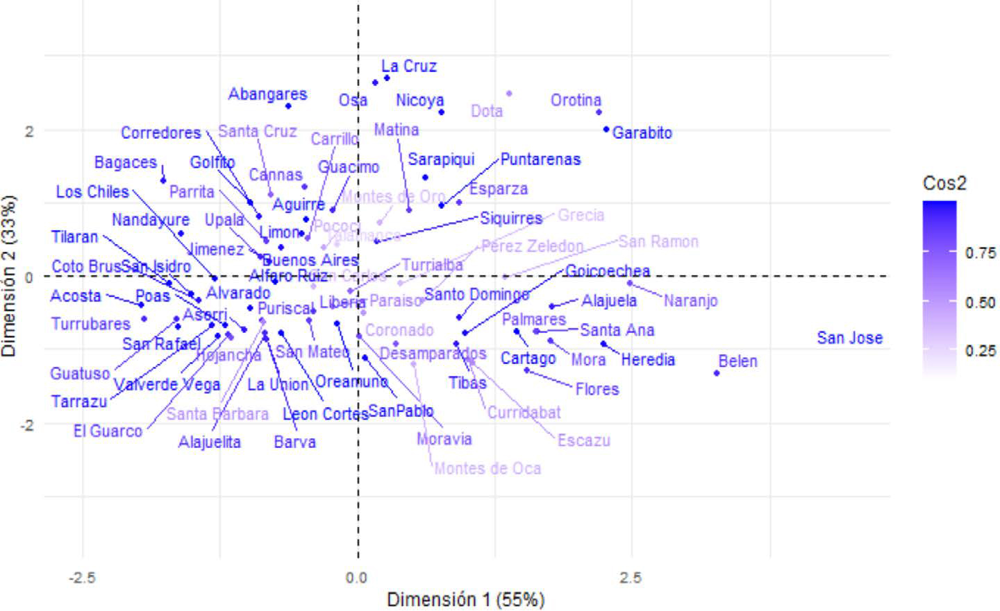 La Cruz
Abangares
Osa
Nicoya
Dota
Orotina
Corredores
Santa Cruz
Carrillo
Matina
Garabito
Bagaces
Golfito
Cannas
Guacimo
Sarapiqui
Puntarenas
Los Chiles
Parrita
Aguirre
Montes de Oro
Esparza
Nandayure
Upala
Limon
Pococi
Talamanca
Siquirres
Grecia
Tilaran
Jimenez
Buenos Aires
Perez Zeledon
San Ramon
Coto Brus
San Isidro
Alfaro Ruiz
San Carlos
Turrialba
Goicoechea
Acosta
Poas
Alvarado
Puriscal
Liberia
Paraiso
Santo Domingo
Alajuela
Naranjo
Turrubares
Asorri
Coronado
Palmares
Santa Ana
San Jose
San Rafael
Hojancha
San Mateo
Desamparados
Cartago
Mora
Heredia
Belen
Guatuso
Valverde Vega
La Union
Oreamuno
Tibas
Flores
Tarrazu
Santa Barbara
Leon Cortes
SanPablo
Curridabat
El Guarco
Alajuelita
Barva
Moravia
Escazu
Montes de Oca
2
0
-2
Dimensión 2 (33%)
-2.5
0.0
2.5
Dimensión 1 (55%)
Cos2
0.75
0.50
0.25